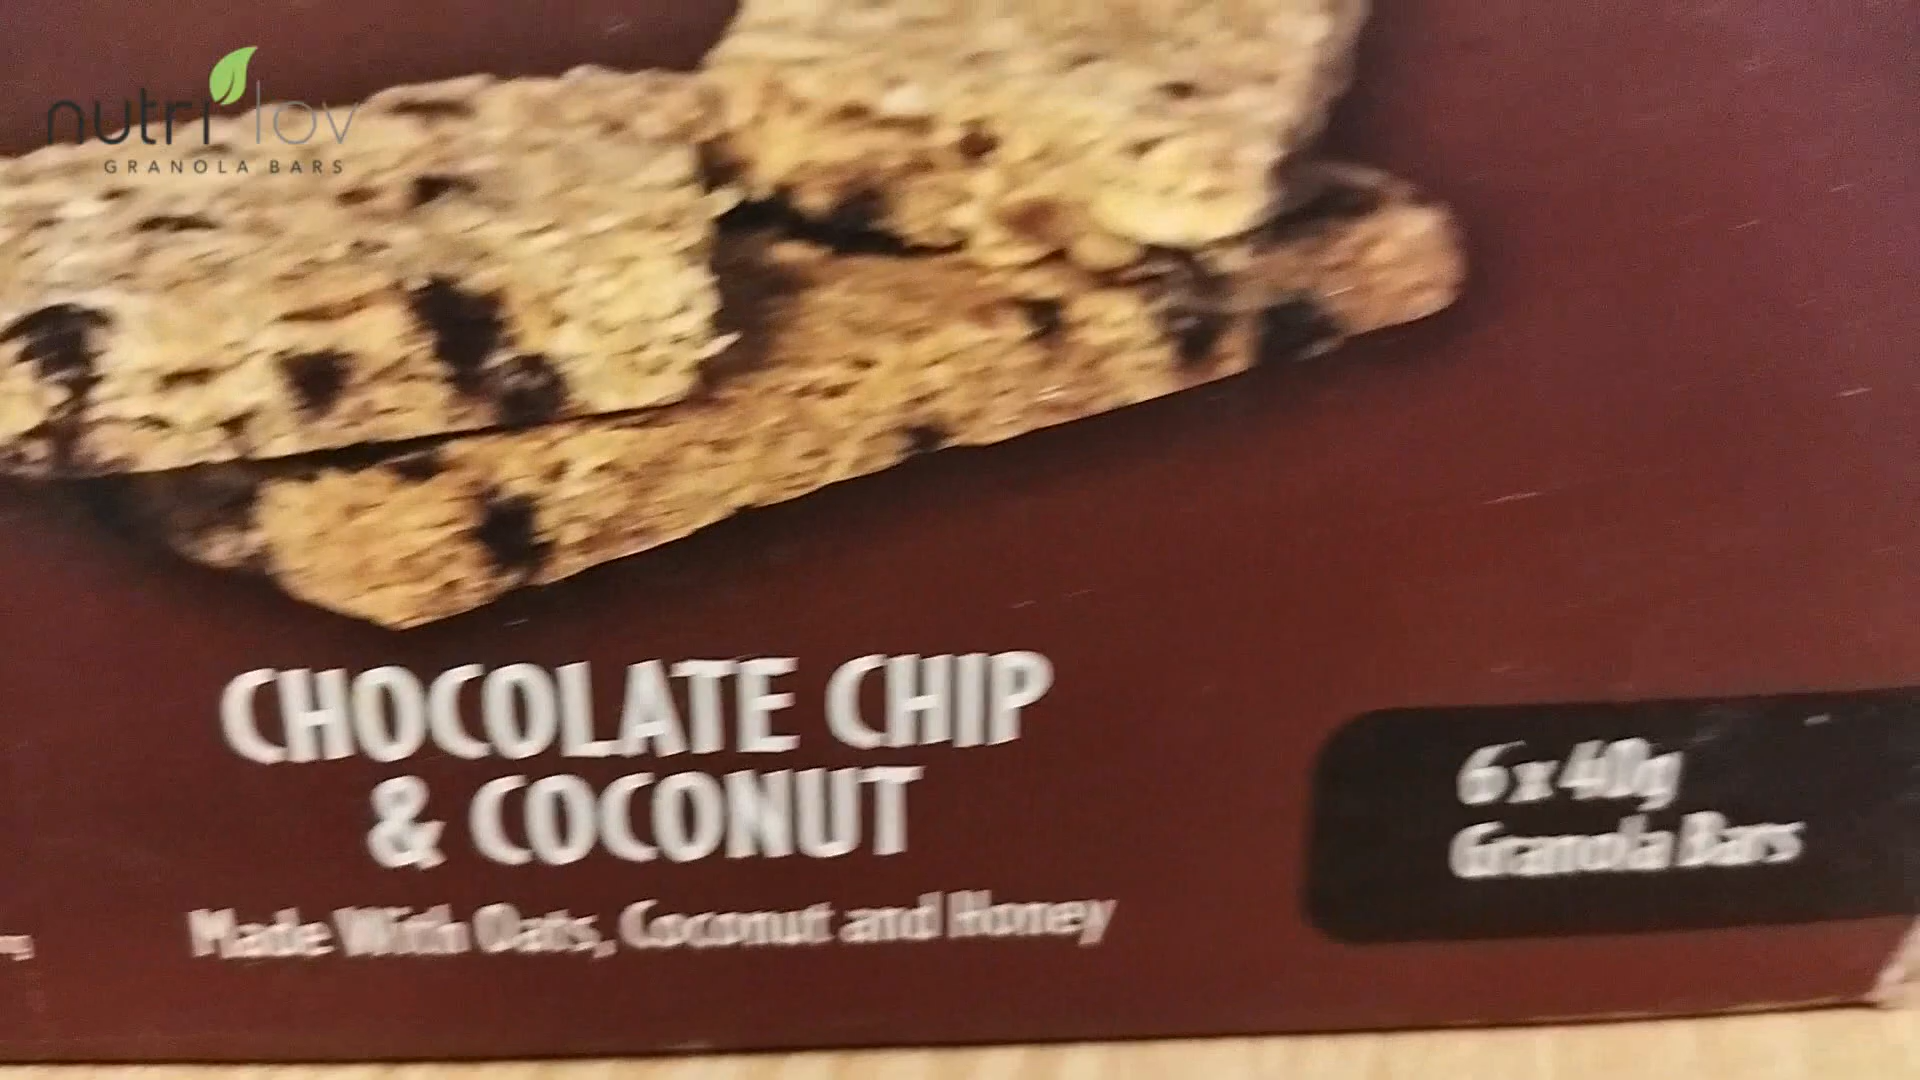 nutri lov
GRANOLA BARS
CHOCOLATE CHIP
& COCONUT
Made With Oats, Coconut and Honey
6 x 40g
Granola Bars